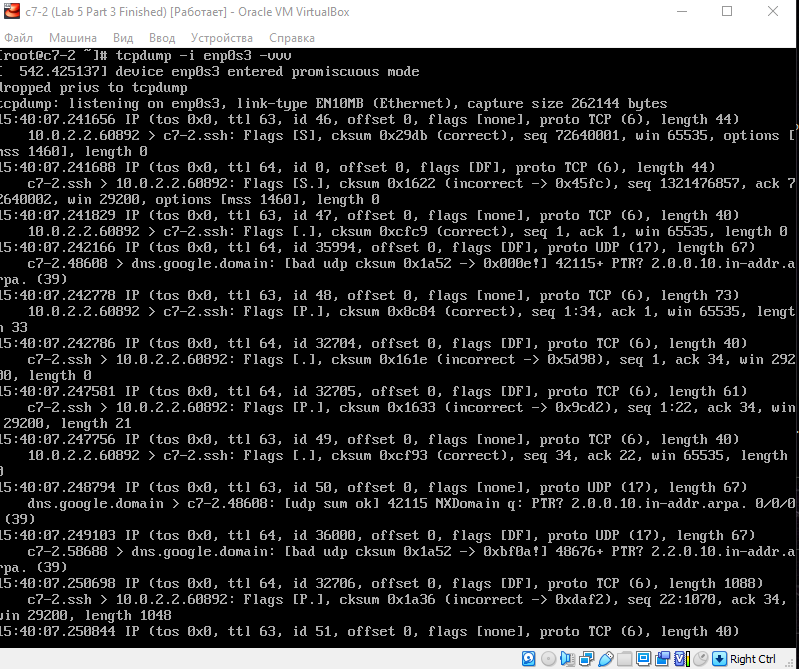 c7-2 (Lab 5 Part 3 Finished) [Работает] - Oracle VM VirtualBox
Файл Машина Вид Ввод Устройства Справка
[root@c7-2 ~]# tcpdump -i enp0s3 -vvv
[  542.425137] device enp0s3 entered promiscuous mode
dropped privs to tcpdump
tcpdump: listening on enp0s3, link-type EN10MB (Ethernet), capture size 262144 bytes
15:40:07.241656 IP (tos 0x0, ttl 63, id 46, offset 0, flags [none], proto TCP (6), length 44)
    10.0.2.2.60892 > c7-2.ssh: Flags [S], cksum 0x29db (correct), seq 72640001, win 65535, options [
mss 1460], length 0
15:40:07.241688 IP (tos 0x0, ttl 64, id 0, offset 0, flags [DF], proto TCP (6), length 44)
    c7-2.ssh > 10.0.2.2.60892: Flags [S.], cksum 0x1622 (incorrect -> 0x45fc), seq 1321476857, ack 7
2640002, win 29200, options [mss 1460], length 0
15:40:07.241829 IP (tos 0x0, ttl 63, id 47, offset 0, flags [none], proto TCP (6), length 40)
    10.0.2.2.60892 > c7-2.ssh: Flags [.], cksum 0xcfc9 (correct), seq 1, ack 1, win 65535, length 0
15:40:07.242166 IP (tos 0x0, ttl 64, id 35994, offset 0, flags [DF], proto UDP (17), length 67)
    c7-2.48608 > dns.google.domain: [bad udp cksum 0x1a52 -> 0x000e!] 42115+ PTR? 2.0.0.10.in-addr.a
rpa. (39)
15:40:07.242778 IP (tos 0x0, ttl 63, id 48, offset 0, flags [none], proto TCP (6), length 73)
    10.0.2.2.60892 > c7-2.ssh: Flags [P.], cksum 0x8c84 (correct), seq 1:34, ack 1, win 65535, lengt
h 33
15:40:07.242786 IP (tos 0x0, ttl 64, id 32704, offset 0, flags [DF], proto TCP (6), length 40)
    c7-2.ssh > 10.0.2.2.60892: Flags [.], cksum 0x161e (incorrect -> 0x5d98), seq 1, ack 34, win 292
00, length 0
15:40:07.247581 IP (tos 0x0, ttl 64, id 32705, offset 0, flags [DF], proto TCP (6), length 61)
    c7-2.ssh > 10.0.2.2.60892: Flags [P.], cksum 0x1633 (incorrect -> 0x9cd2), seq 1:22, ack 34, win
 29200, length 21
15:40:07.247756 IP (tos 0x0, ttl 63, id 49, offset 0, flags [none], proto TCP (6), length 40)
    10.0.2.2.60892 > c7-2.ssh: Flags [.], cksum 0xcf93 (correct), seq 34, ack 22, win 65535, length
0
15:40:07.248794 IP (tos 0x0, ttl 63, id 50, offset 0, flags [none], proto UDP (17), length 67)
    dns.google.domain > c7-2.48608: [udp sum ok] 42115 NXDomain q: PTR? 2.0.0.10.in-addr.arpa. 0/0/0
 (39)
15:40:07.249103 IP (tos 0x0, ttl 64, id 36000, offset 0, flags [DF], proto UDP (17), length 67)
    c7-2.58688 > dns.google.domain: [bad udp cksum 0x1a52 -> 0xbf0a!] 48676+ PTR? 2.2.0.10.in-addr.a
rpa. (39)
15:40:07.250698 IP (tos 0x0, ttl 64, id 32706, offset 0, flags [DF], proto TCP (6), length 1088)
    c7-2.ssh > 10.0.2.2.60892: Flags [P.], cksum 0x1a36 (incorrect -> 0xdaf2), seq 22:1070, ack 34,
win 29200, length 1048
15:40:07.250844 IP (tos 0x0, ttl 63, id 51, offset 0, flags [none], proto TCP (6), length 40)
Right Ctrl